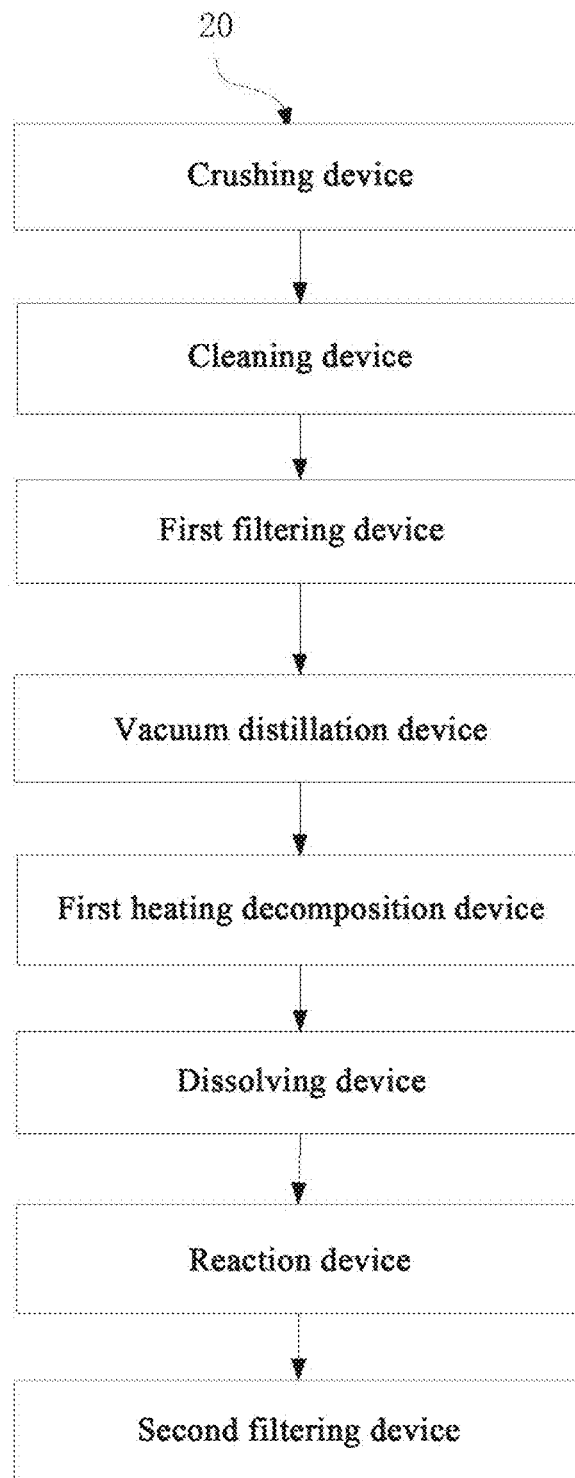 20
Crushing device
Cleaning device
First filtering device
Vacuum distillation device
First heating decomposition device
Dissolving device
Reaction device
Second filtering device